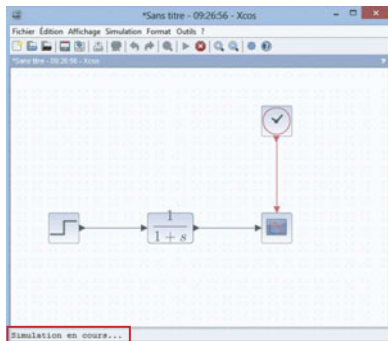 *Sans titre - 09:26:56 - Xcos
Fichier Édition Affichage Simulation Format Outils ?
*Sans titre - 09:26:56 - Xcos
?
1
1 + s
Simulation en cours...